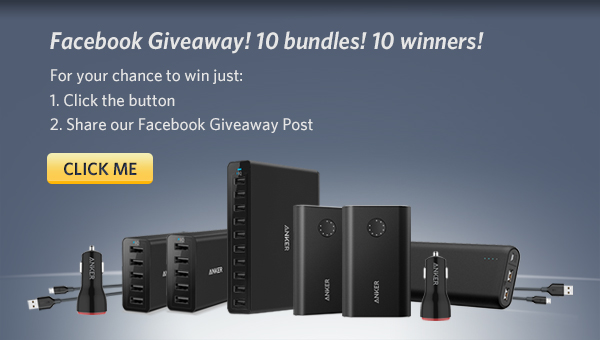 Facebook Giveaway! 10 bundles! 10 winners!
For your chance to win just:
1. Click the button
2. Share our Facebook Giveaway Post
CLICK ME
ANKER
ANKER
ANKER
ANKER
ANKER
ANKER